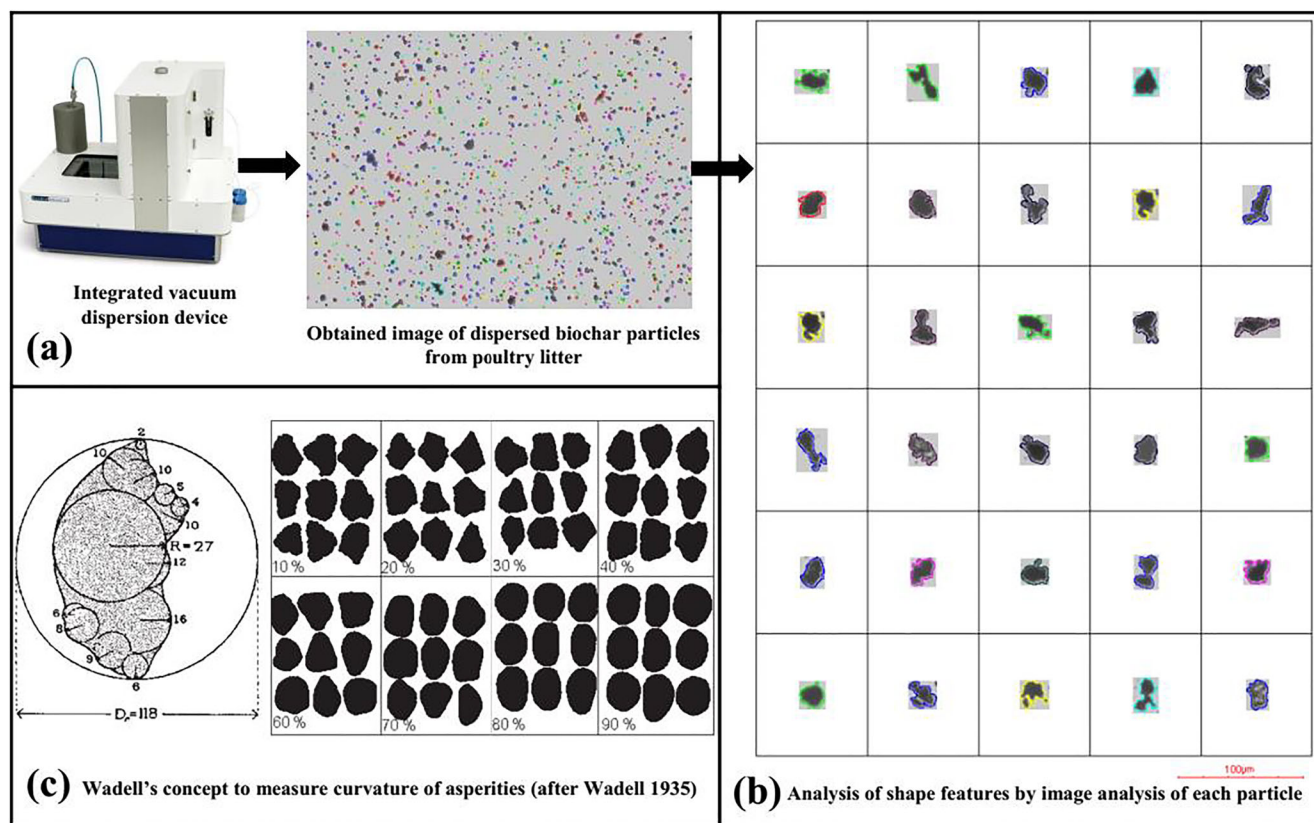 Integrated vacuum
dispersion device
(a)
Obtained image of dispersed biochar particles
from poultry litter
2
10
10
5
4
10
R=27
12
6
8
16
9
6
10 %
20 %
30 %
40 %
60 %
70 %
80 %
90 %
(c) Wadell's concept to measure curvature of asperities (after Wadell 1935)
100μm
(b) Analysis of shape features by image analysis of each particle